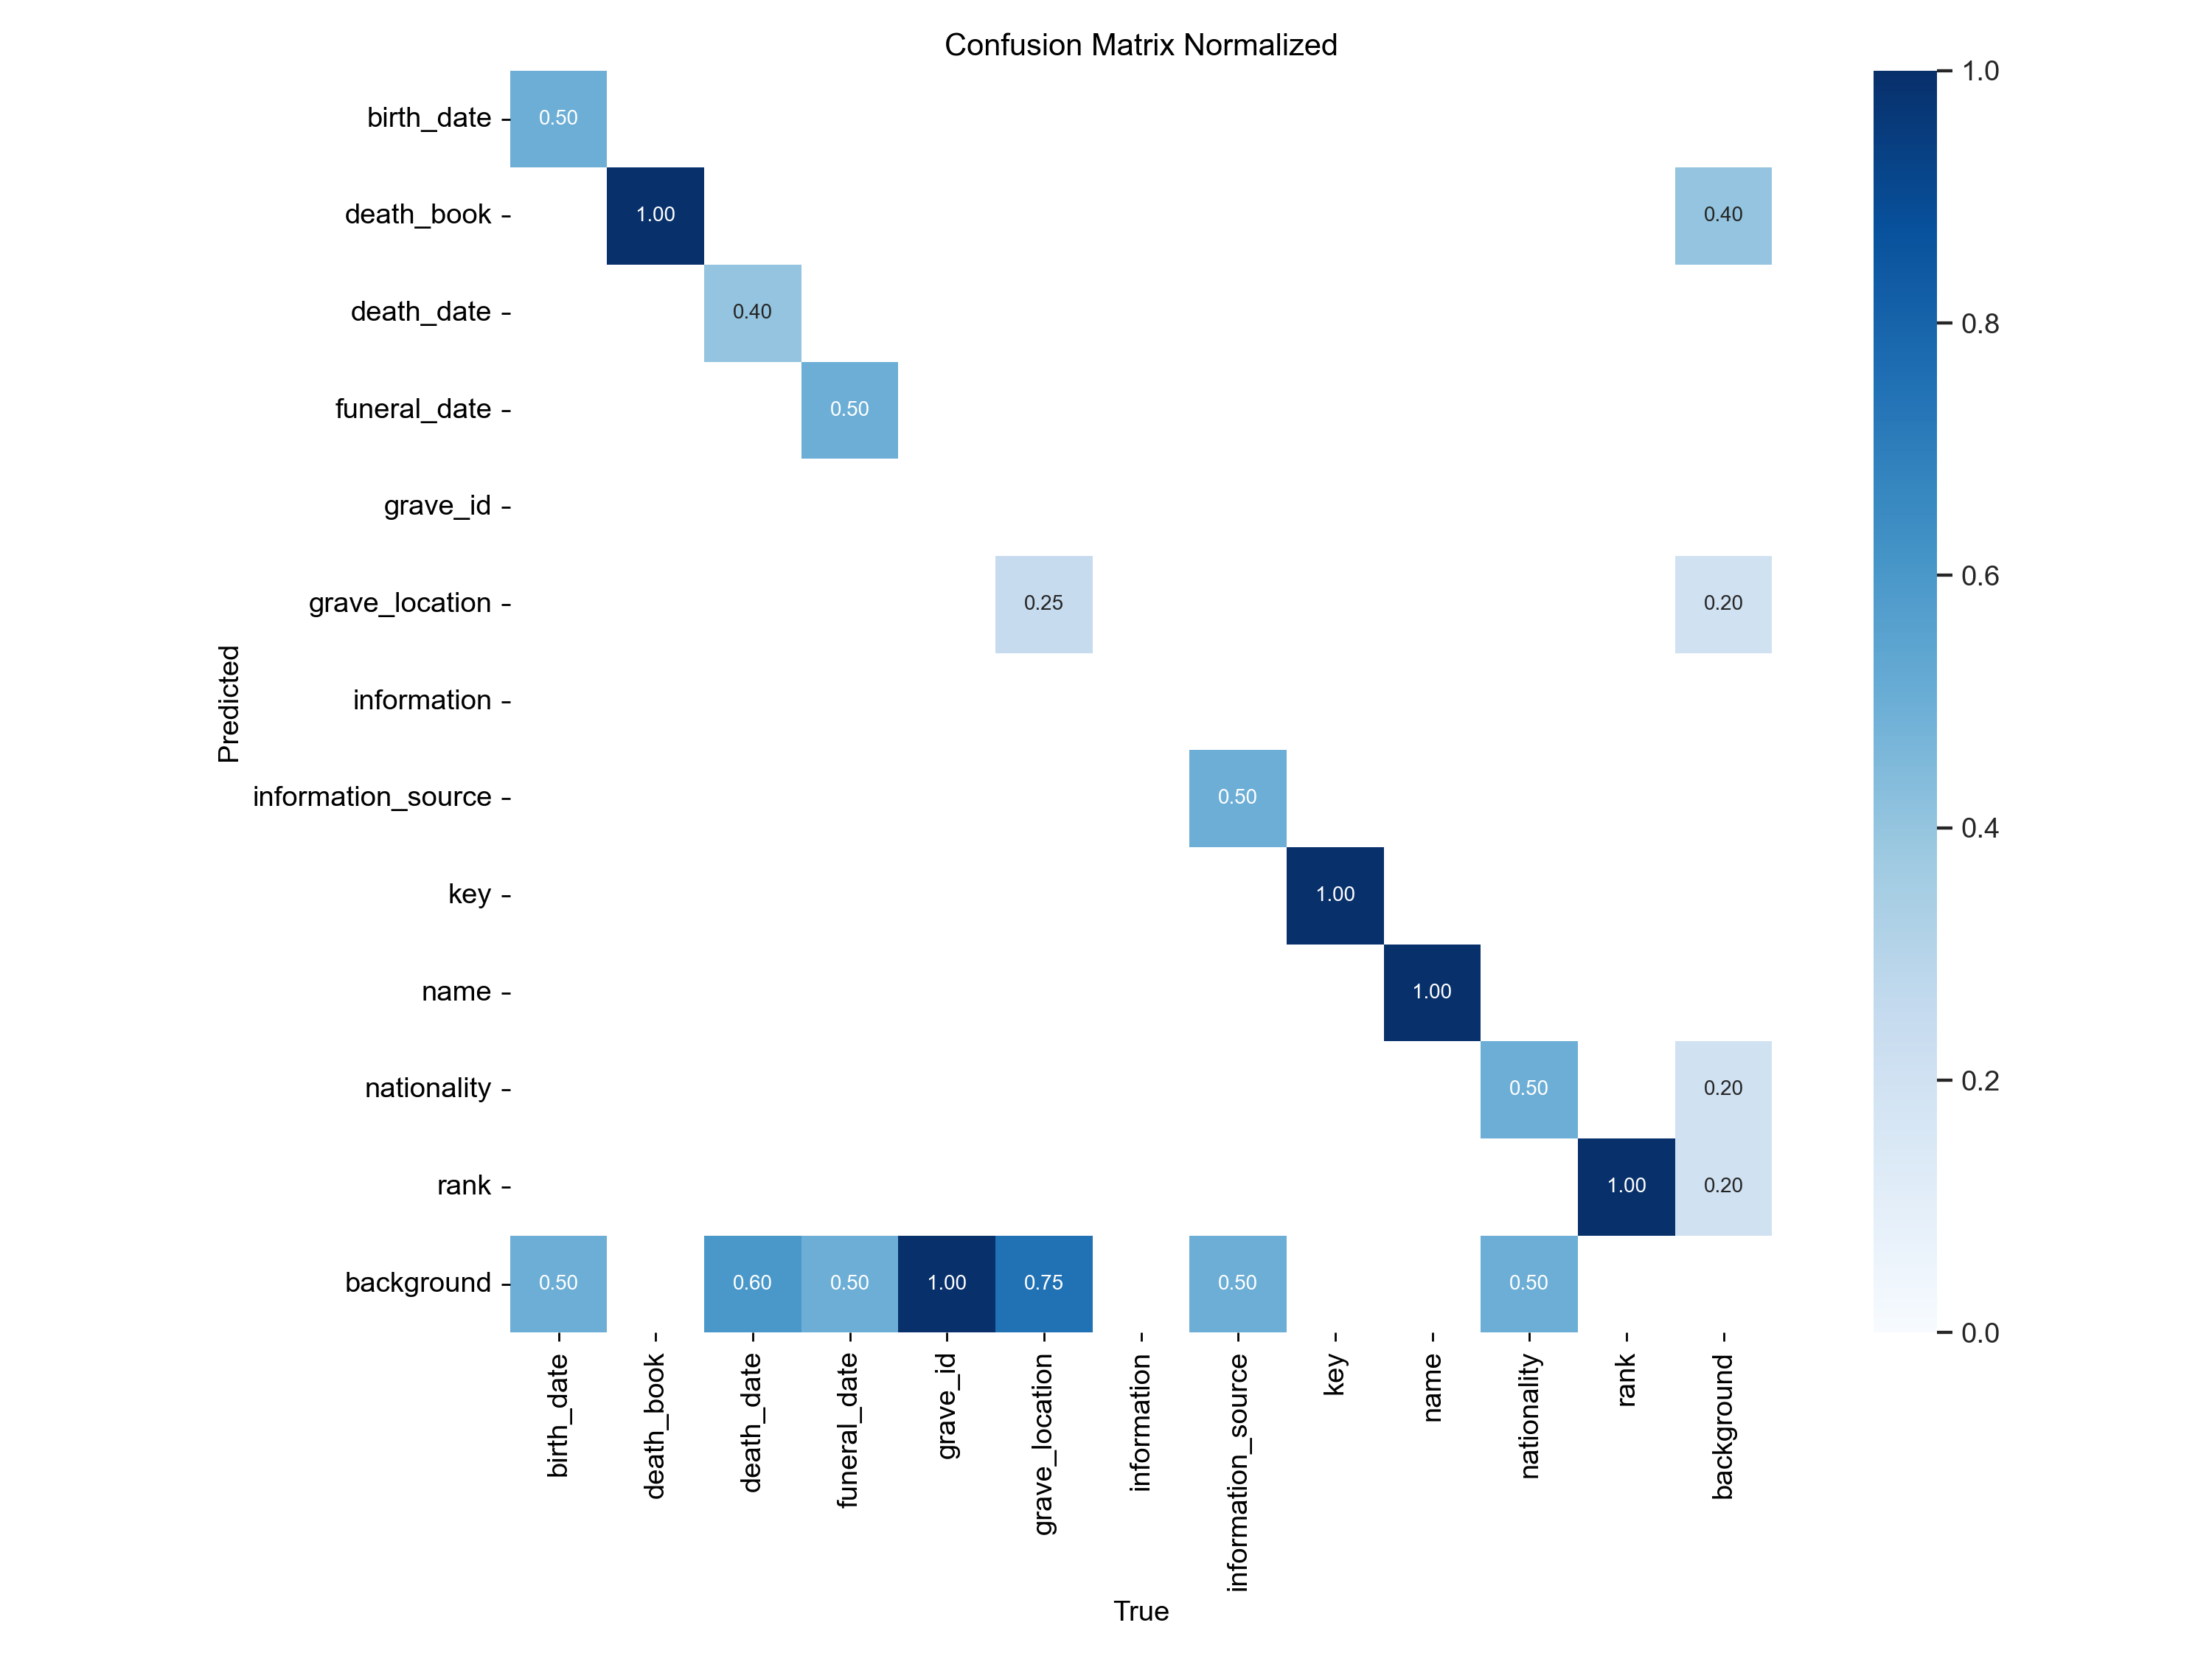 Confusion Matrix Normalized
birth_date 0.50
death_book 1.00 0.40
death_date 0.40
funeral_date 0.50
grave_id
grave_location 0.25 0.20
information
information_source 0.50
key 1.00
name 1.00
nationality 0.50 0.20
rank 1.00 0.20
background 0.50 0.60 0.50 1.00 0.75 0.50 0.50
Predicted
birth_date
death_book
death_date
funeral_date
grave_id
grave_location
information
information_source
key
name
nationality
rank
background
True
1.0
0.8
0.6
0.4
0.2
0.0